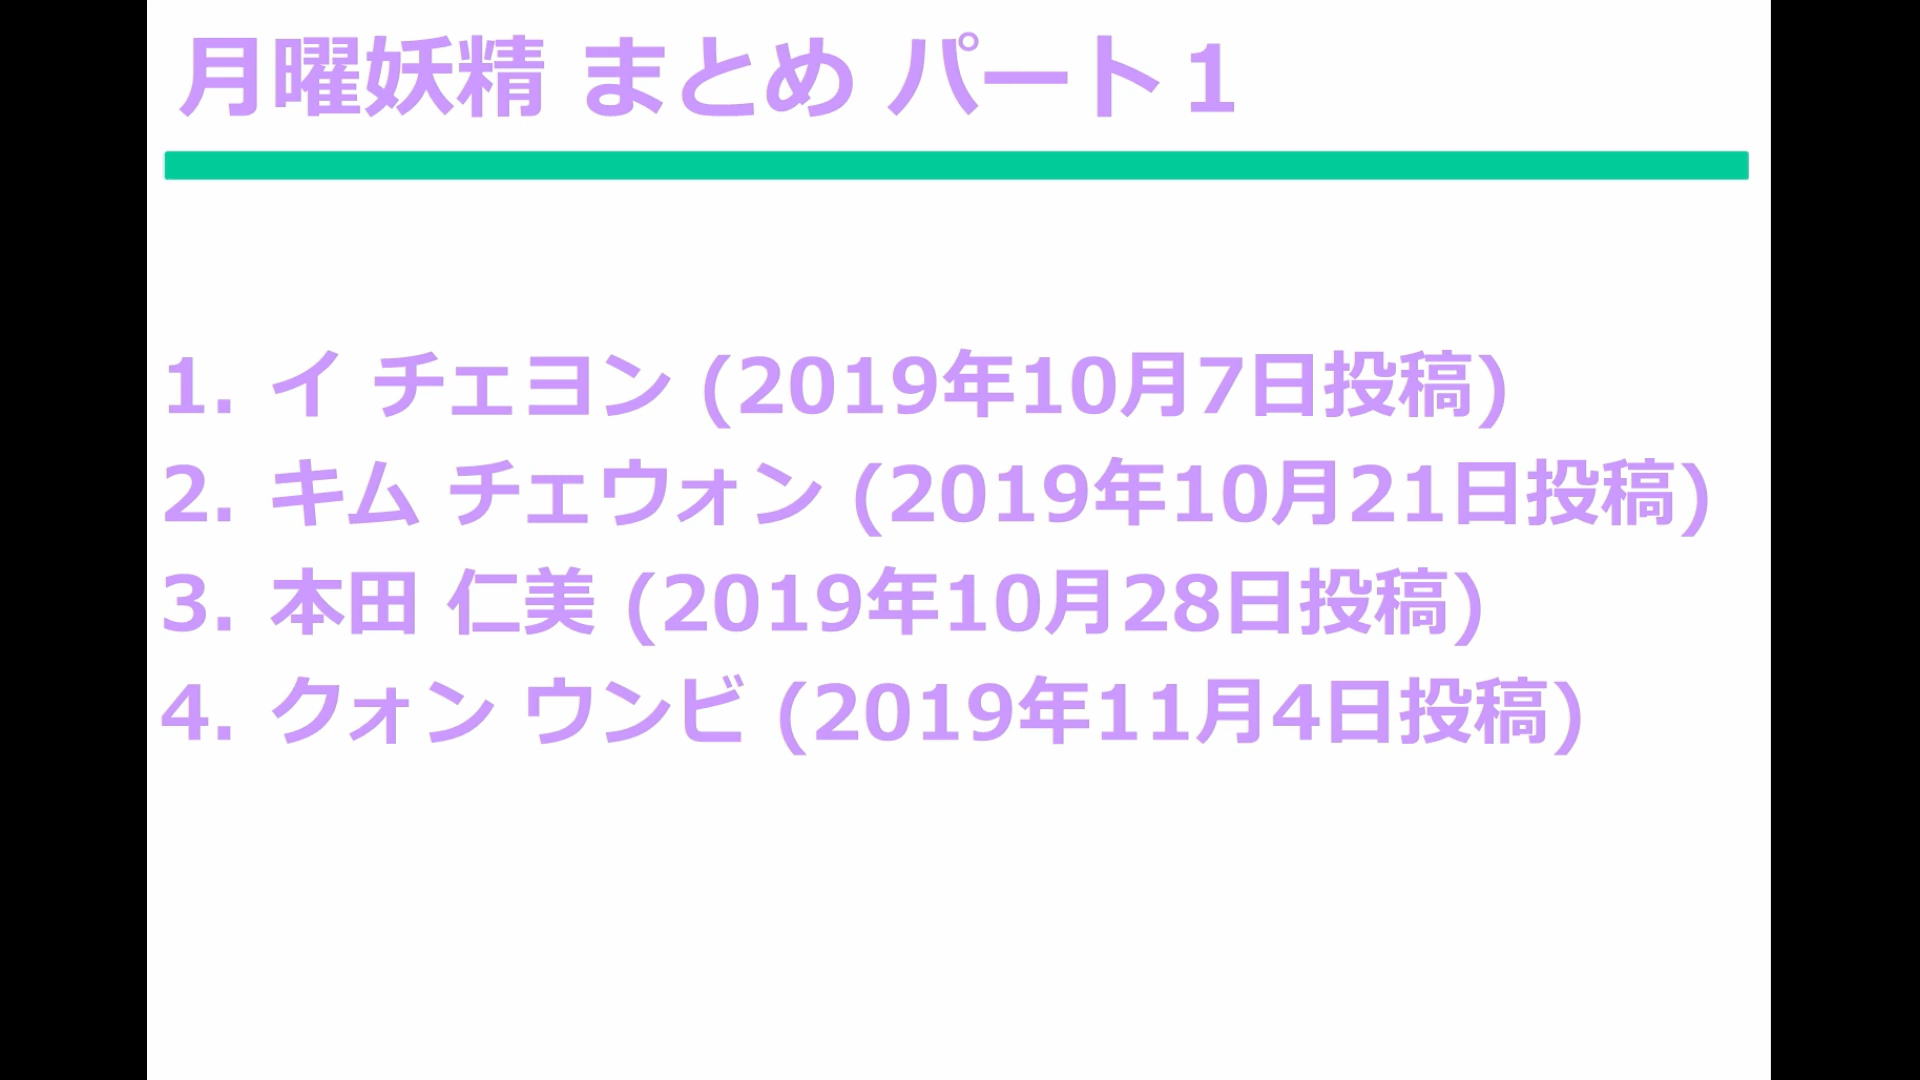 月曜妖精 まとめ パート１
1. イ チェヨン (2019年10月7日投稿)
2. キム チェウォン (2019年10月21日投稿)
3. 本田 仁美 (2019年10月28日投稿)
4. クォン ウンビ (2019年11月4日投稿)